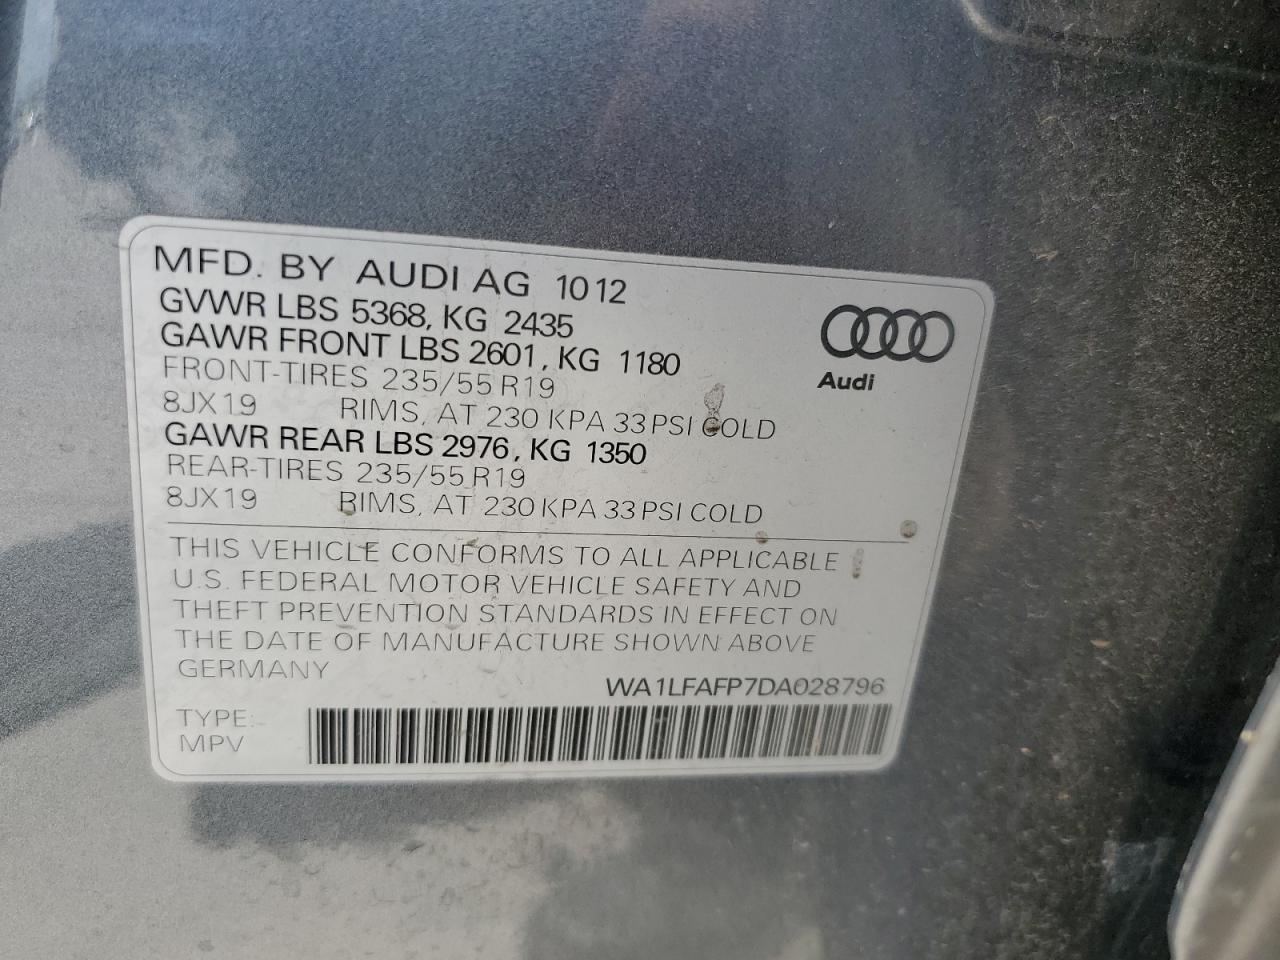 MFD. BY AUDI AG 10 12
GVWR LBS 5368, KG 2435
GAWR FRONT LBS 2601, KG 1180
FRONT-TIRES 235/55 R19
8JX19 RIMS, AT 230 KPA 33 PSI COLD
GAWR REAR LBS 2976, KG 1350
REAR-TIRES 235/55 R19
8JX19 RIMS, AT 230 KPA 33 PSI COLD
Audi
THIS VEHICLE CONFORMS TO ALL APPLICABLE
U.S. FEDERAL MOTOR VEHICLE SAFETY AND
THEFT PREVENTION STANDARDS IN EFFECT ON
THE DATE OF MANUFACTURE SHOWN ABOVE
GERMANY
WA1LFAFP7DA028796
TYPE:
MPV